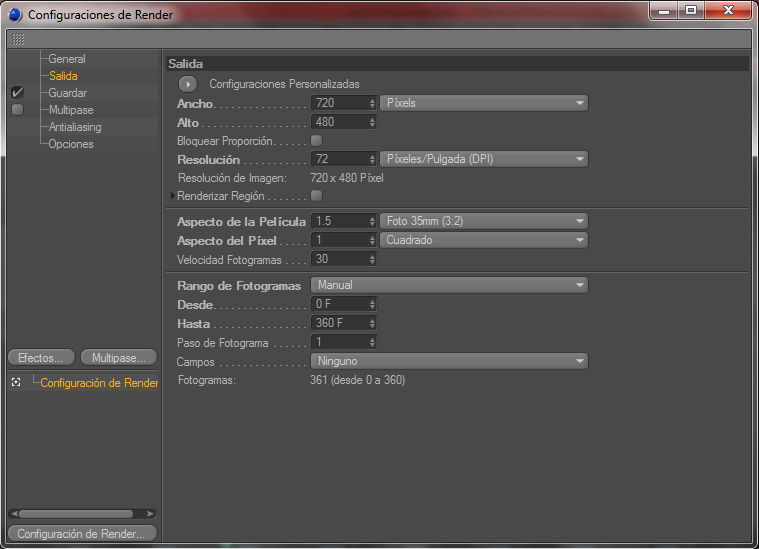 Configuraciones de Render
General
Salida
Guardar
Multipase
Antialiasing
Opciones
Efectos... Multipase...
Configuración de Render
Configuración de Render...
Salida
Configuraciones Personalizadas
Ancho 720 Píxels
Alto 480
Bloquear Proporción
Resolución 72 Píxeles/Pulgada (DPI)
Resolución de Imagen: 720 x 480 Píxel
Renderizar Región
Aspecto de la Película 1.5 Foto 35mm (3:2)
Aspecto del Píxel 1 Cuadrado
Velocidad Fotogramas 30
Rango de Fotogramas Manual
Desde 0 F
Hasta 360 F
Paso de Fotograma 1
Campos Ninguno
Fotogramas: 361 (desde 0 a 360)